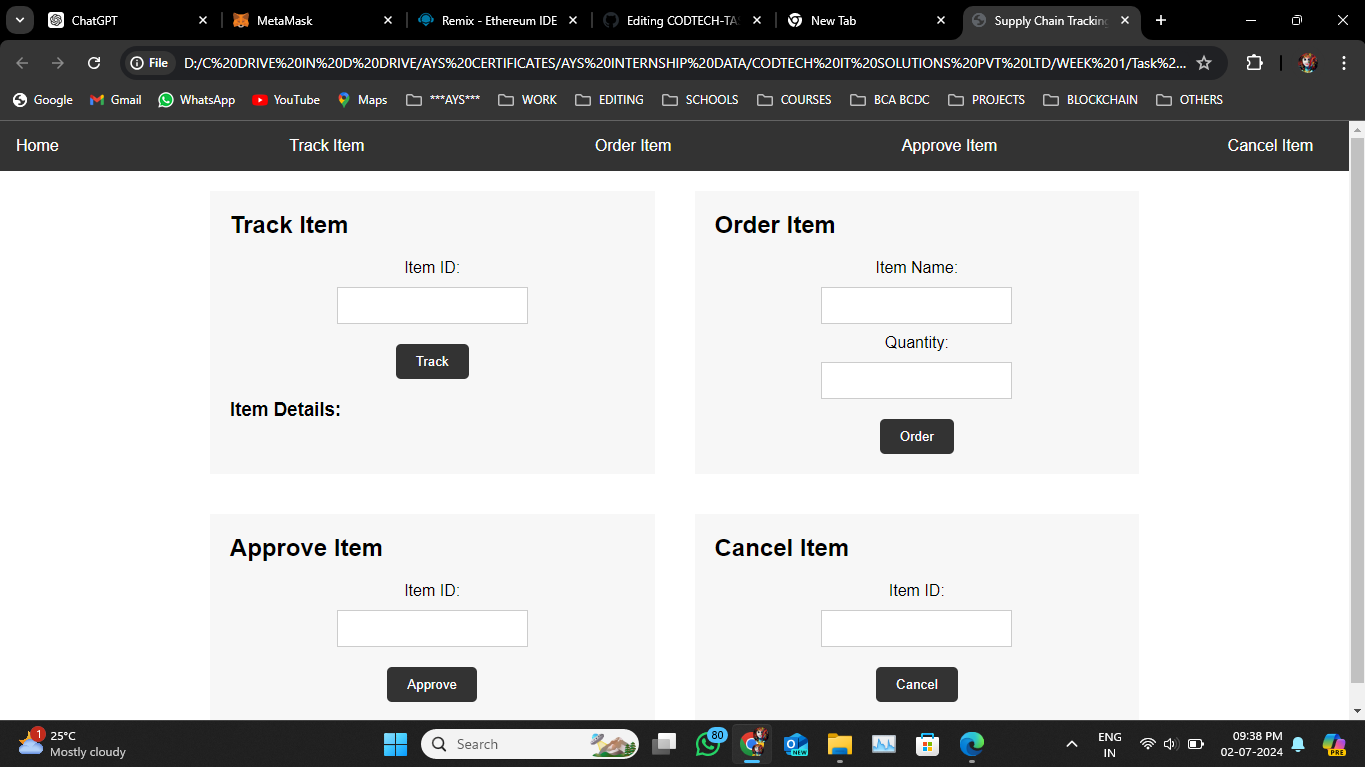 ChatGPT
MetaMask
Remix - Ethereum IDE
Editing CODTECH-TAS
New Tab
Supply Chain Tracking
File
D:/C%20DRIVE%20IN%20D%20DRIVE/AYS%20CERTIFICATES/AYS%20INTERNSHIP%20DATA/CODTECH%20IT%20SOLUTIONS%20PVT%20LTD/WEEK%201/Task%2...
Google Gmail WhatsApp YouTube Maps ***AYS*** WORK EDITING SCHOOLS COURSES BCA BCDC PROJECTS BLOCKCHAIN OTHERS
Home Track Item Order Item Approve Item Cancel Item
Track Item
Item ID:
Track
Item Details:
Order Item
Item Name:
Quantity:
Order
Approve Item
Item ID:
Approve
Cancel Item
Item ID:
Cancel
1
25°C
Mostly cloudy
Search
80
NEW
ENG
IN
09:38 PM
02-07-2024
PRE